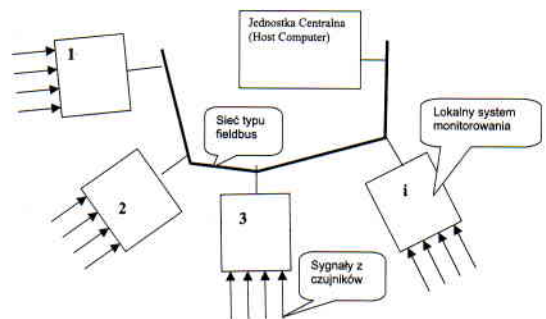 Jednostka Centralna
(Host Computer)
1
Sieć typu
fieldbus
Lokalny system
monitorowania
2
3
i
Sygnały z
czujników